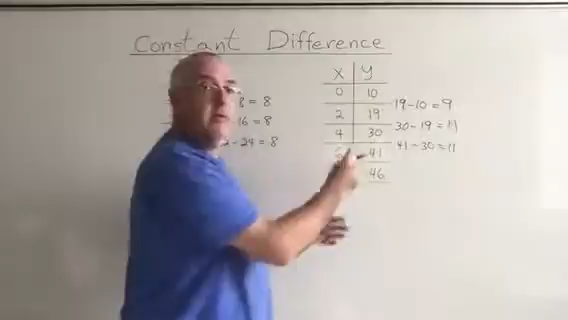 Constant Difference
X Y
0 10
2 19
4 30
41
46
8 = 8
16 = 8
- 24 = 8
19-10 = 9
30-19 = 11
41-30 = 11